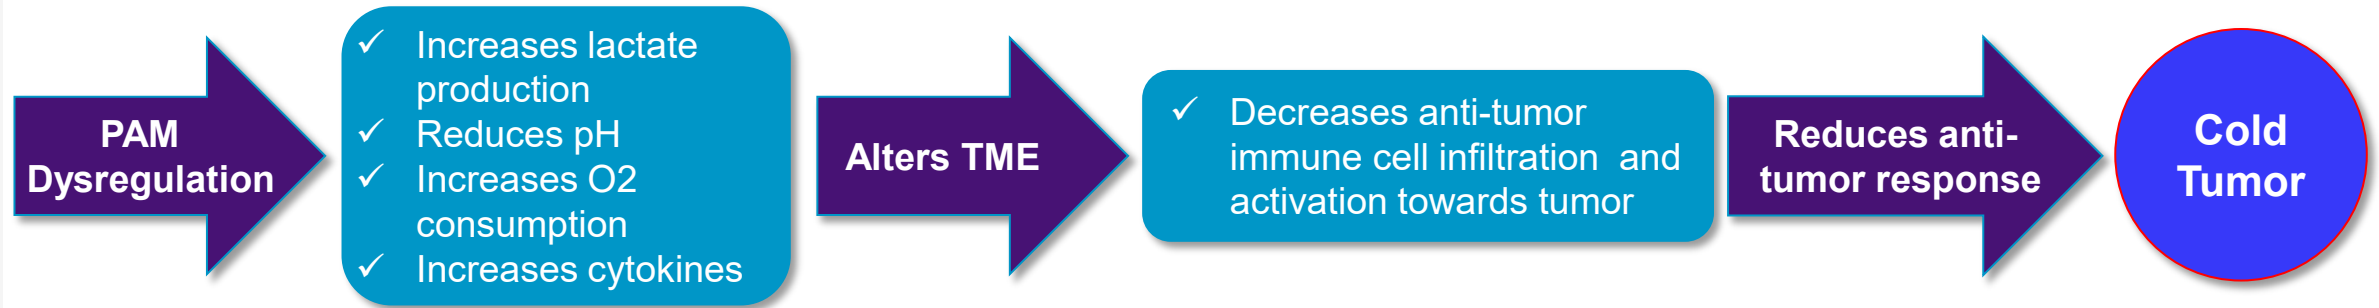 PAM
Dysregulation
✓ Increases lactate
production
✓ Reduces pH
✓ Increases O2
consumption
✓ Increases cytokines
Alters TME
✓ Decreases anti-tumor
immune cell infiltration and
activation towards tumor
Reduces anti-
tumor response
Cold
Tumor